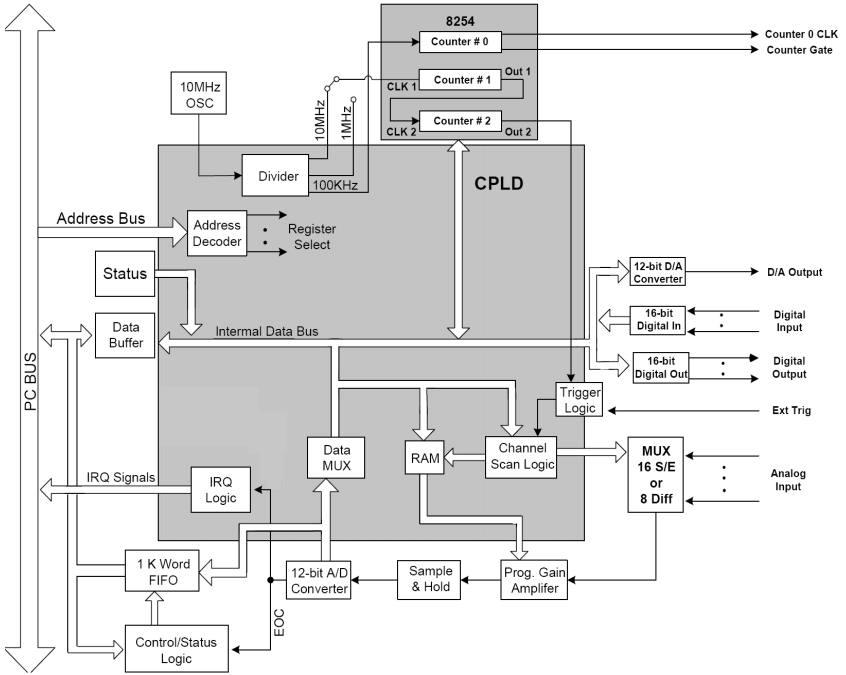 8254
Counter # 0
Counter 0 CLK
Counter Gate
Counter # 1
Out 1
CLK 1
Counter # 2
CLK 2
Out 2
10MHz
OSC
10MHz
1MHz
Divider
100KHz
CPLD
Address Bus
Address
Decoder
Register
Select
Status
Data
Buffer
Internal Data Bus
12-bit D/A
Converter
D/A Output
16-bit
Digital In
Digital
Input
16-bit
Digital Out
Digital
Output
PC BUS
Trigger
Logic
Ext Trig
Data
MUX
RAM
Channel
Scan Logic
MUX
16 S/E
or
8 Diff
Analog
Input
IRQ Signals
IRQ
Logic
1 K Word
FIFO
12-bit A/D
Converter
Sample
& Hold
Prog. Gain
Amplifer
EOC
Control/Status
Logic